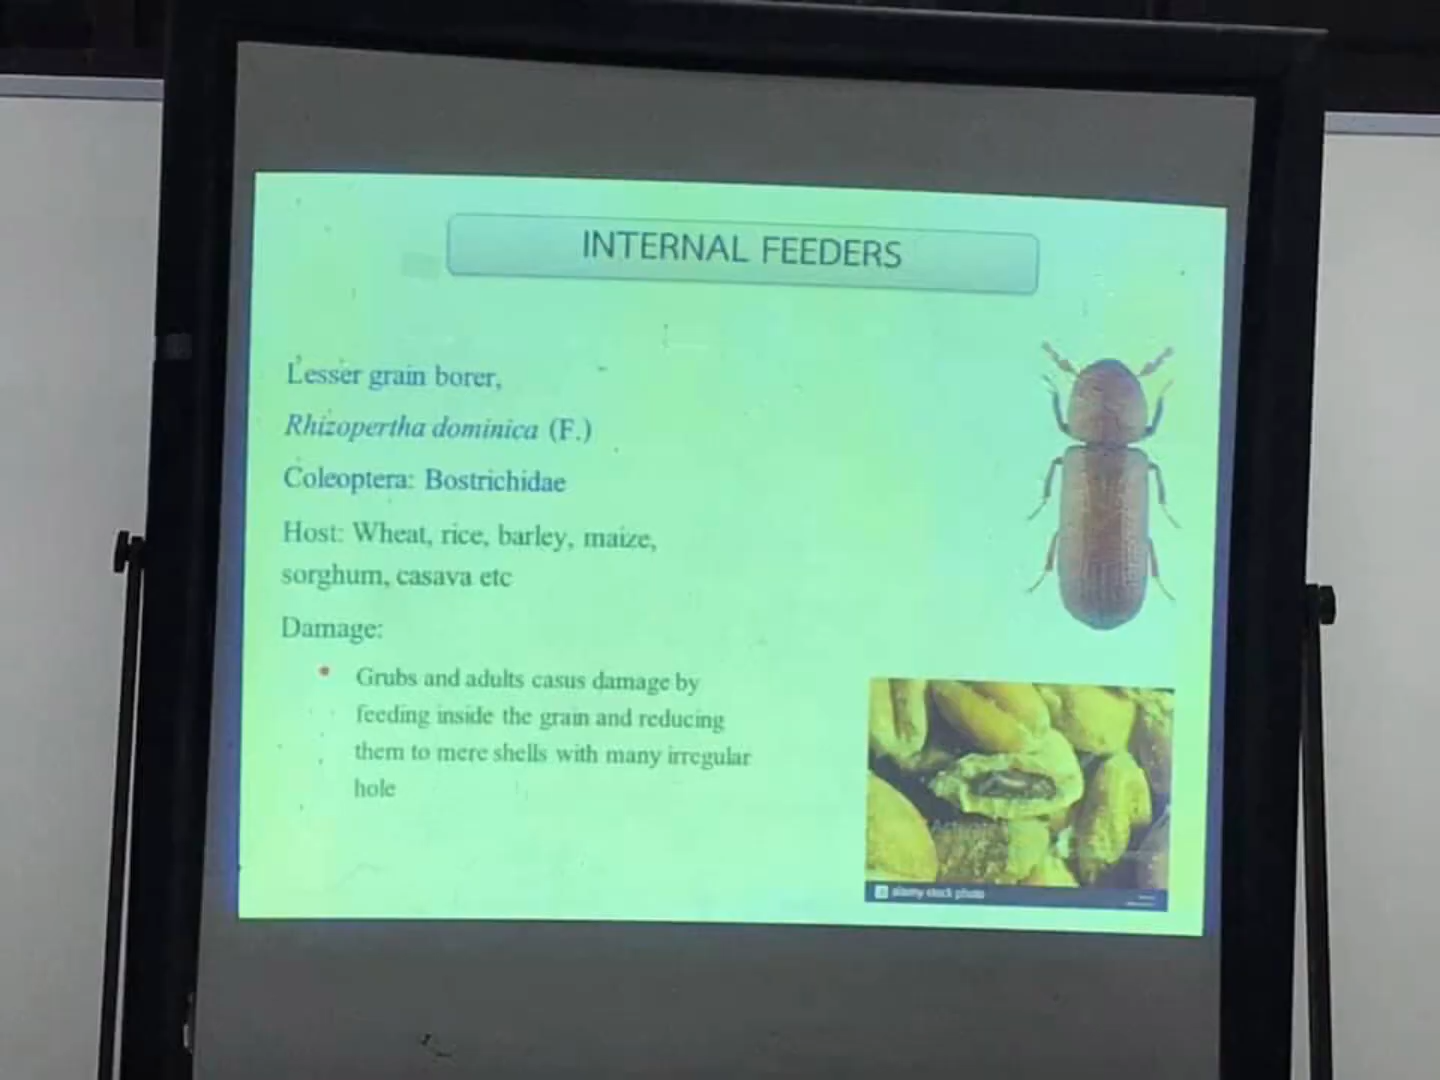 INTERNAL FEEDERS
Lesser grain borer,
Rhizopertha dominica (F.)
Coleoptera: Bostrichidae
Host: Wheat, rice, barley, maize,
sorghum, casava etc
Damage:
• Grubs and adults casus damage by
feeding inside the grain and reducing
them to mere shells with many irregular
hole
a alamy stock photo